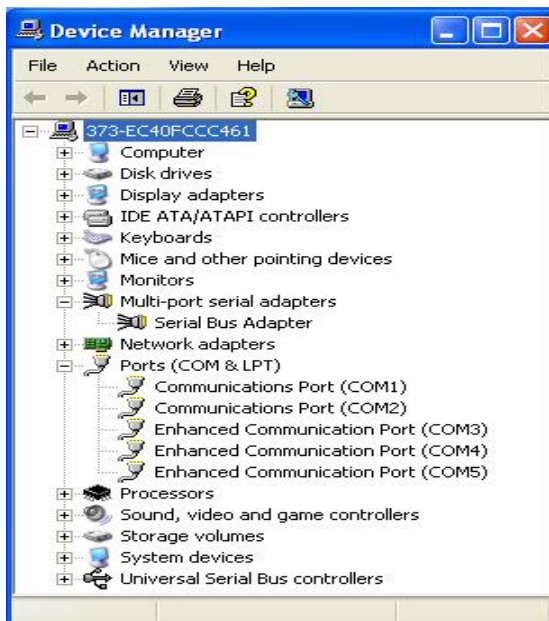 Device Manager
File Action View Help
373-EC40FCCC461
Computer
Disk drives
Display adapters
IDE ATA/ATAPI controllers
Keyboards
Mice and other pointing devices
Monitors
Multi-port serial adapters
Serial Bus Adapter
Network adapters
Ports (COM & LPT)
Communications Port (COM1)
Communications Port (COM2)
Enhanced Communication Port (COM3)
Enhanced Communication Port (COM4)
Enhanced Communication Port (COM5)
Processors
Sound, video and game controllers
Storage volumes
System devices
Universal Serial Bus controllers